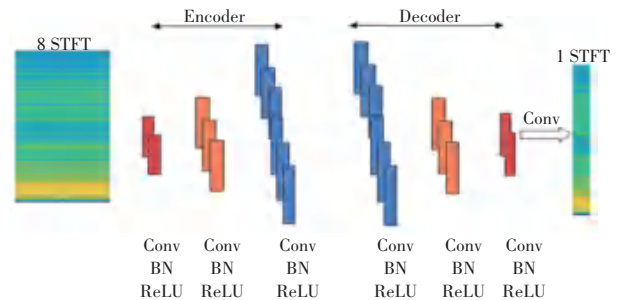 Encoder
Decoder
8 STFT
1 STFT
Conv
Conv Conv Conv Conv Conv Conv
BN BN BN BN BN BN
ReLU ReLU ReLU ReLU ReLU ReLU